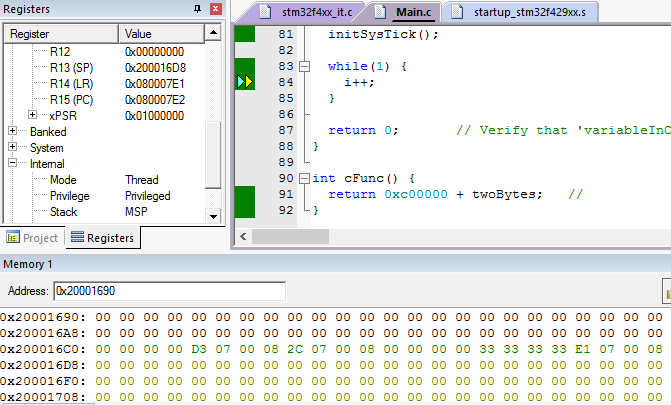 Registers
Register Value
R12 0x00000000
R13 (SP) 0x200016D8
R14 (LR) 0x080007E1
R15 (PC) 0x080007E2
xPSR 0x01000000
Banked
System
Internal
Mode Thread
Privilege Privileged
Stack MSP
Project Registers
stm32f4xx_it.c Main.c startup_stm32f429xx.s
81 initSysTick();
82
83 while(1) {
84 i++;
85 }
86
87 return 0; // Verify that 'variableInC
88 }
89
90 int cFunc() {
91 return 0xc00000 + twoBytes; //
92 }
Memory 1
Address: 0x20001690
0x20001690: 00 00 00 00 00 00 00 00 00 00 00 00 00 00 00 00 00 00 00 00 00 00 00 00
0x200016A8: 00 00 00 00 00 00 00 00 00 00 00 00 00 00 00 00 00 00 00 00 00 00 00 00
0x200016C0: 00 00 00 00 D3 07 00 08 2C 07 00 08 00 00 00 00 33 33 33 33 E1 07 00 08
0x200016D8: 00 00 00 00 00 00 00 00 00 00 00 00 00 00 00 00 00 00 00 00 00 00 00 00
0x200016F0: 00 00 00 00 00 00 00 00 00 00 00 00 00 00 00 00 00 00 00 00 00 00 00 00
0x20001708: 00 00 00 00 00 00 00 00 00 00 00 00 00 00 00 00 00 00 00 00 00 00 00 00